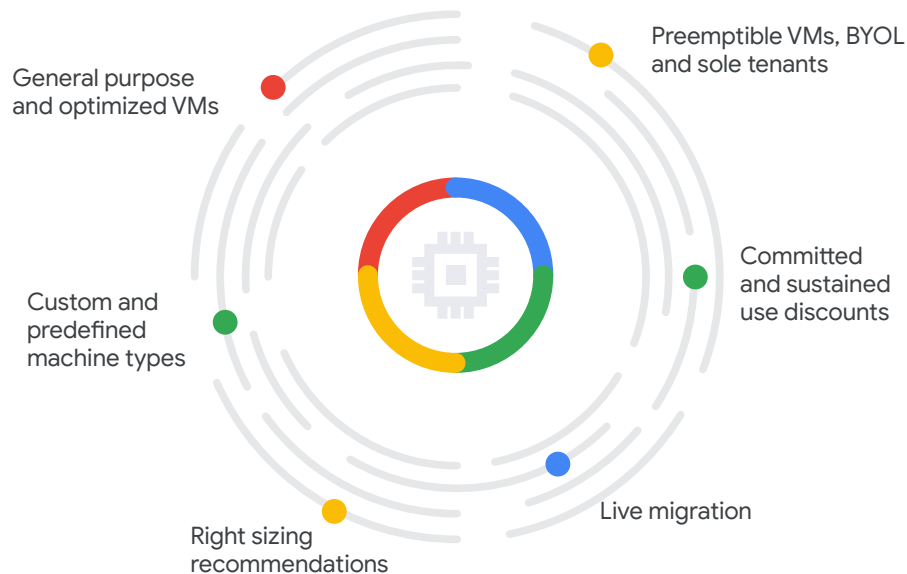 General purpose
and optimized VMs
Preemptible VMs, BYOL
and sole tenants
Committed
and sustained
use discounts
Custom and
predefined
machine types
Live migration
Right sizing
recommendations